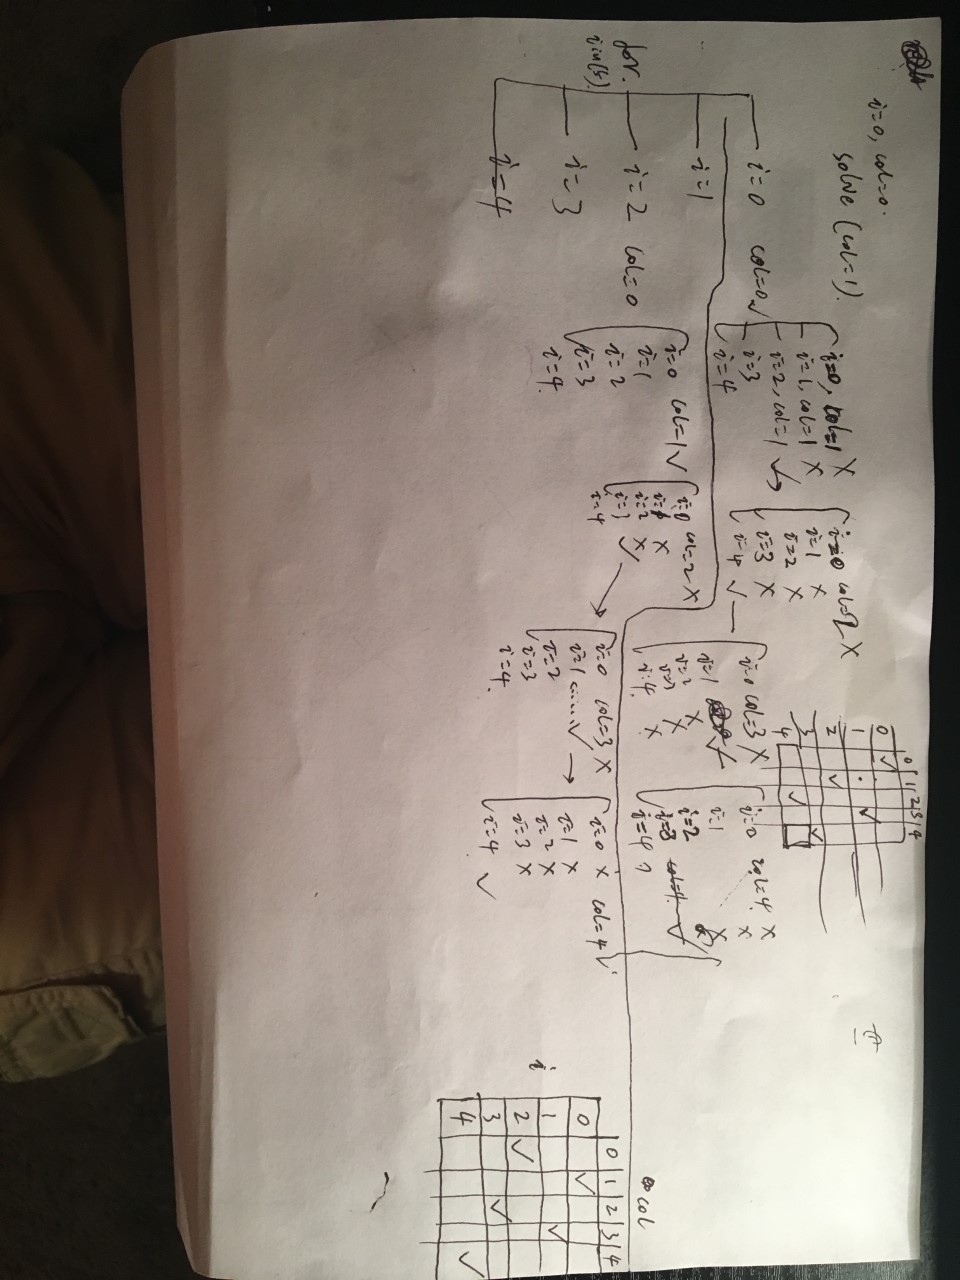 i=0, col=0.
solve (col=1).
for
i in(5).
i=0 col=0 ✓
i=0, col=1 X
i=1, col=1 X
i=2, col=1 ✓
i=3
i=4
i=0 col=2 X
i=1 X
i=2 X
i=3 X
i=4 ✓
i=0 col=3 X
i=1 ✓
i=2 X
i=3 X
i=4. X
i=0 col=4. X
i=1 X
i=2 X
i=3 col=4. ✓
i=4
0 1 2 3 4
0 ✓
1 ✓
2 ✓
3 ✓
4 ✓
i=1
i=2 col=0
i=0 col=1 ✓
i=1
i=2
i=3
i=4.
i=0 col=2 X
i=1 X
i=2 X
i=3 ✓
i=4
i=0 col=3 X
i=1 ✓
i=2
i=3
i=4.
i=0 X col=4
i=1 X
i=2 X
i=3 X
i=4 ✓
i=3
i=4
col
i
0 1 2 3 4
0 ✓
1 ✓
2 ✓
3 ✓
4 ✓